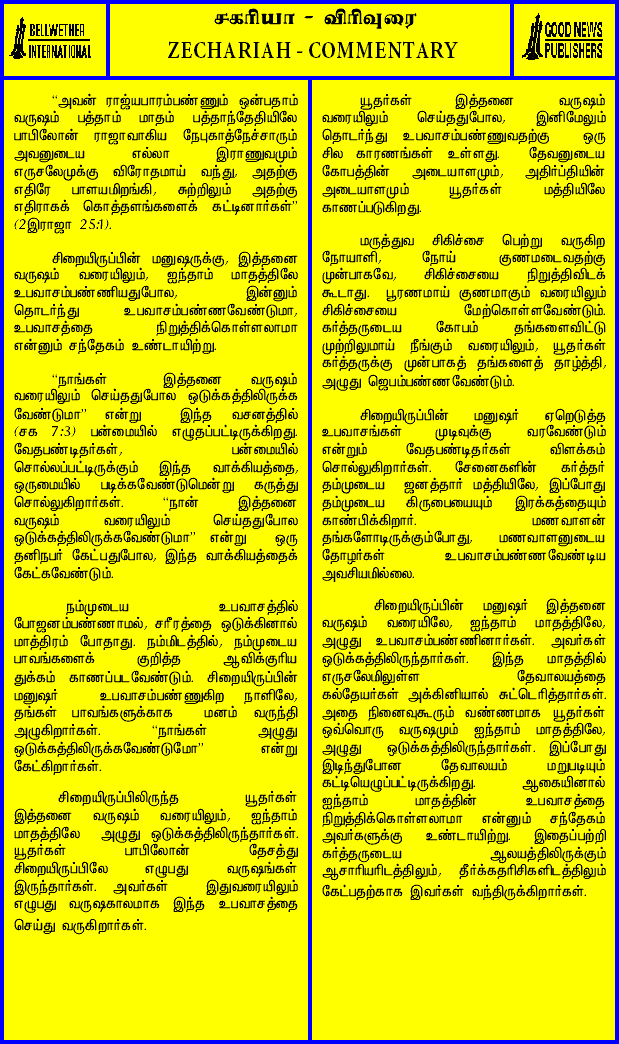 BELLWETHER
INTERNATIONAL
சகரியா - விரிவுரை
ZECHARIAH - COMMENTARY
GOOD NEWS
PUBLISHERS
“அவன் ராஜ்யபாரம்பண்ணும் ஒன்பதாம்
வருஷம் பத்தாம் மாதம் பத்தாந்தேதியிலே
பாபிலோன் ராஜாவாகிய நேபுகாத்நேச்சாரும்
அவனுடைய எல்லா இராணுவமும்
எருசலேமுக்கு விரோதமாய் வந்து, அதற்கு
எதிரே பாளயமிறங்கி, சுற்றிலும் அதற்கு
எதிராகக் கொத்தளங்களைக் கட்டினார்கள்”
(2இராஜா 25:1).
சிறையிருப்பின் மனுஷருக்கு, இத்தனை
வருஷம் வரையிலும், ஐந்தாம் மாதத்திலே
உபவாசம்பண்ணியதுபோல, இன்னும்
தொடர்ந்து உபவாசம்பண்ணவேண்டுமா,
உபவாசத்தை நிறுத்திக்கொள்ளலாமா
என்னும் சந்தேகம் உண்டாயிற்று.
“நாங்கள் இத்தனை வருஷம்
வரையிலும் செய்ததுபோல ஒடுக்கத்திலிருக்க
வேண்டுமா” என்று இந்த வசனத்தில்
(சக 7:3) பன்மையில் எழுதப்பட்டிருக்கிறது.
வேதபண்டிதர்கள், பன்மையில்
சொல்லப்பட்டிருக்கும் இந்த வாக்கியத்தை,
ஒருமையில் படிக்கவேண்டுமென்று கருத்து
சொல்லுகிறார்கள். “நான் இத்தனை
வருஷம் வரையிலும் செய்ததுபோல
ஒடுக்கத்திலிருக்கவேண்டுமா” என்று ஒரு
தனிநபர் கேட்பதுபோல, இந்த வாக்கியத்தைக்
கேட்கவேண்டும்.
நம்முடைய உபவாசத்தில்
போஜனம்பண்ணாமல், சரீரத்தை ஒடுக்கினால்
மாத்திரம் போதாது. நம்மிடத்தில், நம்முடைய
பாவங்களைக் குறித்த ஆவிக்குரிய
துக்கம் காணப்படவேண்டும். சிறையிருப்பின்
மனுஷர் உபவாசம்பண்ணுகிற நாளிலே,
தங்கள் பாவங்களுக்காக மனம் வருந்தி
அழுகிறார்கள். “நாங்கள் அழுது
ஒடுக்கத்திலிருக்கவேண்டுமோ” என்று
கேட்கிறார்கள்.
சிறையிருப்பிலிருந்த யூதர்கள்
இத்தனை வருஷம் வரையிலும், ஐந்தாம்
மாதத்திலே அழுது ஒடுக்கத்திலிருந்தார்கள்.
யூதர்கள் பாபிலோன் தேசத்து
சிறையிருப்பிலே எழுபது வருஷங்கள்
இருந்தார்கள். அவர்கள் இதுவரையிலும்
எழுபது வருஷகாலமாக இந்த உபவாசத்தை
செய்து வருகிறார்கள்.
யூதர்கள் இத்தனை வருஷம்
வரையிலும் செய்ததுபோல, இனிமேலும்
தொடர்ந்து உபவாசம்பண்ணுவதற்கு ஒரு
சில காரணங்கள் உள்ளது. தேவனுடைய
கோபத்தின் அடையாளமும், அதிர்ப்தியின்
அடையாளமும் யூதர்கள் மத்தியிலே
காணப்படுகிறது.
மருத்துவ சிகிச்சை பெற்று வருகிற
நோயாளி, நோய் குணமடைவதற்கு
முன்பாகவே, சிகிச்சையை நிறுத்திவிடக்
கூடாது. பூரணமாய் குணமாகும் வரையிலும்
சிகிச்சையை மேற்கொள்ளவேண்டும்.
கர்த்தருடைய கோபம் தங்களைவிட்டு
முற்றிலுமாய் நீங்கும் வரையிலும், யூதர்கள்
கர்த்தருக்கு முன்பாகத் தங்களைத் தாழ்த்தி,
அழுது ஜெபம்பண்ணவேண்டும்.
சிறையிருப்பின் மனுஷர் ஏறெடுத்த
உபவாசங்கள் முடிவுக்கு வரவேண்டும்
என்றும் வேதபண்டிதர்கள் விளக்கம்
சொல்லுகிறார்கள். சேனைகளின் கர்த்தர்
தம்முடைய ஜனத்தார் மத்தியிலே, இப்போது
தம்முடைய கிருபையையும் இரக்கத்தையும்
காண்பிக்கிறார். மணவாளன்
தங்களோடிருக்கும்போது, மணவாளனுடைய
தோழர்கள் உபவாசம்பண்ணவேண்டிய
அவசியமில்லை.
சிறையிருப்பின் மனுஷர் இத்தனை
வருஷம் வரையிலே, ஐந்தாம் மாதத்திலே,
அழுது உபவாசம்பண்ணினார்கள். அவர்கள்
ஒடுக்கத்திலிருந்தார்கள். இந்த மாதத்தில்
எருசலேமிலுள்ள தேவாலயத்தை
கல்தேயர்கள் அக்கினியால் சுட்டெரித்தார்கள்.
அதை நினைவுகூரும் வண்ணமாக யூதர்கள்
ஒவ்வொரு வருஷமும் ஐந்தாம் மாதத்திலே,
அழுது ஒடுக்கத்திலிருந்தார்கள். இப்போது
இடிந்துபோன தேவாலயம் மறுபடியும்
கட்டியெழுப்பட்டிருக்கிறது. ஆகையினால்
ஐந்தாம் மாதத்தின் உபவாசத்தை
நிறுத்திக்கொள்ளலாமா என்னும் சந்தேகம்
அவர்களுக்கு உண்டாயிற்று. இதைப்பற்றி
கர்த்தருடைய ஆலயத்திலிருக்கும்
ஆசாரியரிடத்திலும், தீர்க்கதரிசிகளிடத்திலும்
கேட்பதற்காக இவர்கள் வந்திருக்கிறார்கள்.